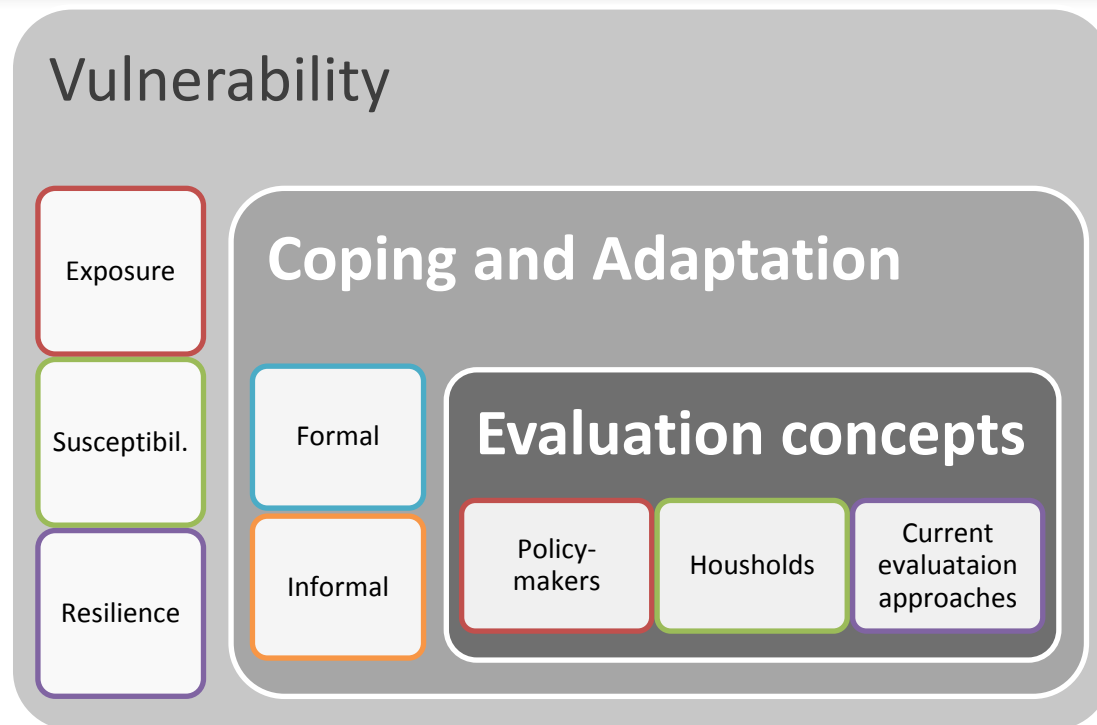 Vulnerability
Exposure
Susceptibil.
Resilience
Coping and Adaptation
Formal
Informal
Evaluation concepts
Policy-
makers
Housholds
Current
evaluataion
approaches